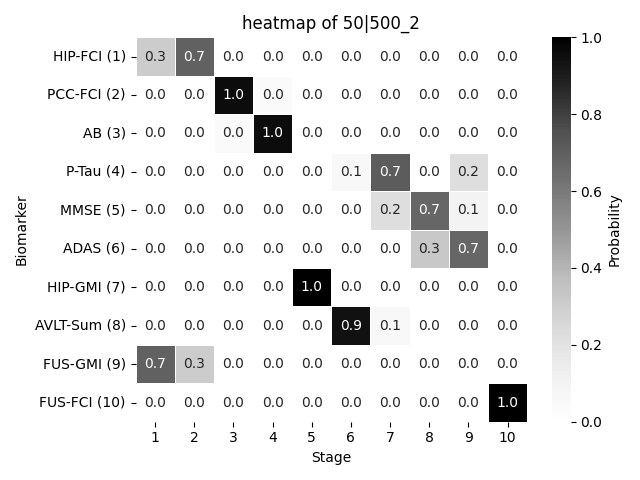 heatmap of 50|500_2
HIP-FCI (1) 0.3 0.7 0.0 0.0 0.0 0.0 0.0 0.0 0.0 0.0
PCC-FCI (2) 0.0 0.0 1.0 0.0 0.0 0.0 0.0 0.0 0.0 0.0
AB (3) 0.0 0.0 0.0 1.0 0.0 0.0 0.0 0.0 0.0 0.0
P-Tau (4) 0.0 0.0 0.0 0.0 0.0 0.1 0.7 0.0 0.2 0.0
MMSE (5) 0.0 0.0 0.0 0.0 0.0 0.0 0.2 0.7 0.1 0.0
ADAS (6) 0.0 0.0 0.0 0.0 0.0 0.0 0.0 0.3 0.7 0.0
HIP-GMI (7) 0.0 0.0 0.0 0.0 1.0 0.0 0.0 0.0 0.0 0.0
AVLT-Sum (8) 0.0 0.0 0.0 0.0 0.0 0.9 0.1 0.0 0.0 0.0
FUS-GMI (9) 0.7 0.3 0.0 0.0 0.0 0.0 0.0 0.0 0.0 0.0
FUS-FCI (10) 0.0 0.0 0.0 0.0 0.0 0.0 0.0 0.0 0.0 1.0
1 2 3 4 5 6 7 8 9 10
Stage
Biomarker
1.0
0.8
0.6
0.4
0.2
0.0
Probability